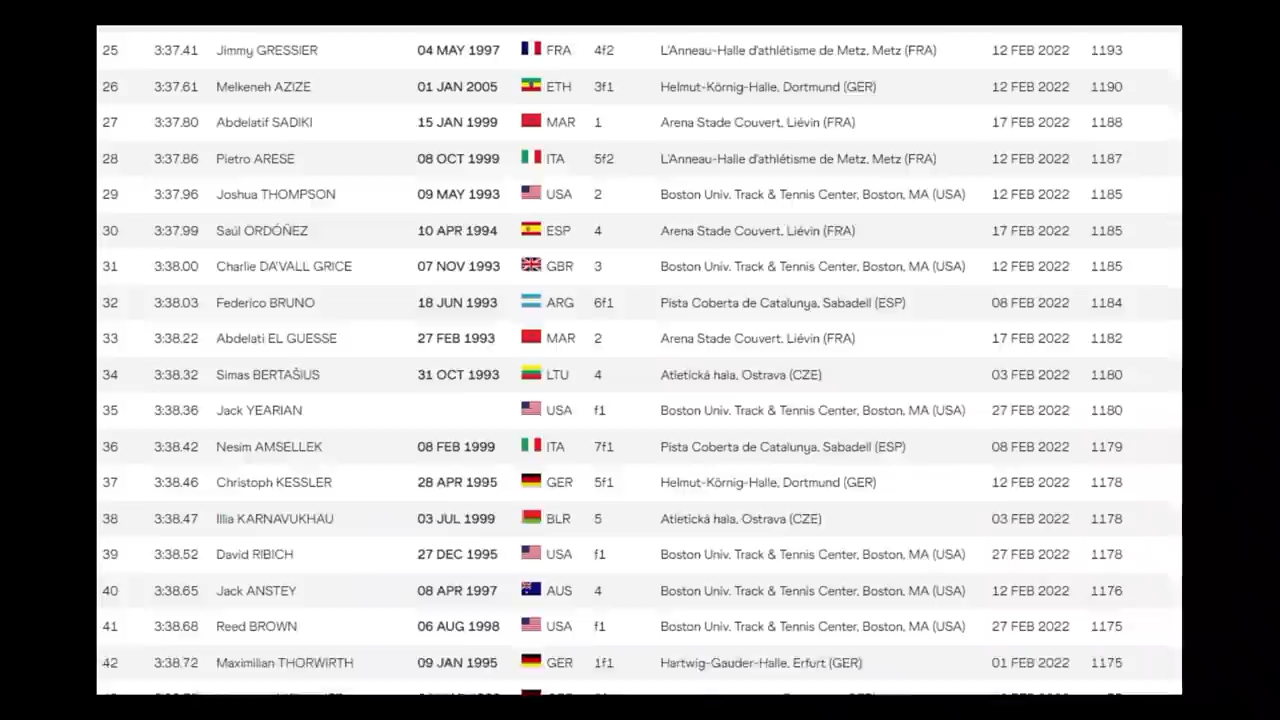 25 3:37.41 Jimmy GRESSIER 04 MAY 1997 FRA 4f2 L'Anneau-Halle d'athlétisme de Metz, Metz (FRA) 12 FEB 2022 1193
26 3:37.61 Melkeneh AZIZE 01 JAN 2005 ETH 3f1 Helmut-Körnig-Halle, Dortmund (GER) 12 FEB 2022 1190
27 3:37.80 Abdelatif SADIKI 15 JAN 1999 MAR 1 Arena Stade Couvert, Liévin (FRA) 17 FEB 2022 1188
28 3:37.86 Pietro ARESE 08 OCT 1999 ITA 5f2 L'Anneau-Halle d'athlétisme de Metz, Metz (FRA) 12 FEB 2022 1187
29 3:37.96 Joshua THOMPSON 09 MAY 1993 USA 2 Boston Univ. Track & Tennis Center, Boston, MA (USA) 12 FEB 2022 1185
30 3:37.99 Saúl ORDÓÑEZ 10 APR 1994 ESP 4 Arena Stade Couvert, Liévin (FRA) 17 FEB 2022 1185
31 3:38.00 Charlie DA'VALL GRICE 07 NOV 1993 GBR 3 Boston Univ. Track & Tennis Center, Boston, MA (USA) 12 FEB 2022 1185
32 3:38.03 Federico BRUNO 18 JUN 1993 ARG 6f1 Pista Coberta de Catalunya, Sabadell (ESP) 08 FEB 2022 1184
33 3:38.22 Abdelati EL GUESSE 27 FEB 1993 MAR 2 Arena Stade Couvert, Liévin (FRA) 17 FEB 2022 1182
34 3:38.32 Simas BERTAŠIUS 31 OCT 1993 LTU 4 Atletická hala, Ostrava (CZE) 03 FEB 2022 1180
35 3:38.36 Jack YEARIAN USA f1 Boston Univ. Track & Tennis Center, Boston, MA (USA) 27 FEB 2022 1180
36 3:38.42 Nesim AMSELLEK 08 FEB 1999 ITA 7f1 Pista Coberta de Catalunya, Sabadell (ESP) 08 FEB 2022 1179
37 3:38.46 Christoph KESSLER 28 APR 1995 GER 5f1 Helmut-Körnig-Halle, Dortmund (GER) 12 FEB 2022 1178
38 3:38.47 Illia KARNAVUKHAU 03 JUL 1999 BLR 5 Atletická hala, Ostrava (CZE) 03 FEB 2022 1178
39 3:38.52 David RIBICH 27 DEC 1995 USA f1 Boston Univ. Track & Tennis Center, Boston, MA (USA) 27 FEB 2022 1178
40 3:38.65 Jack ANSTEY 08 APR 1997 AUS 4 Boston Univ. Track & Tennis Center, Boston, MA (USA) 12 FEB 2022 1176
41 3:38.68 Reed BROWN 06 AUG 1998 USA f1 Boston Univ. Track & Tennis Center, Boston, MA (USA) 27 FEB 2022 1175
42 3:38.72 Maximilian THORWIRTH 09 JAN 1995 GER 1f1 Hartwig-Gauder-Halle, Erfurt (GER) 01 FEB 2022 1175